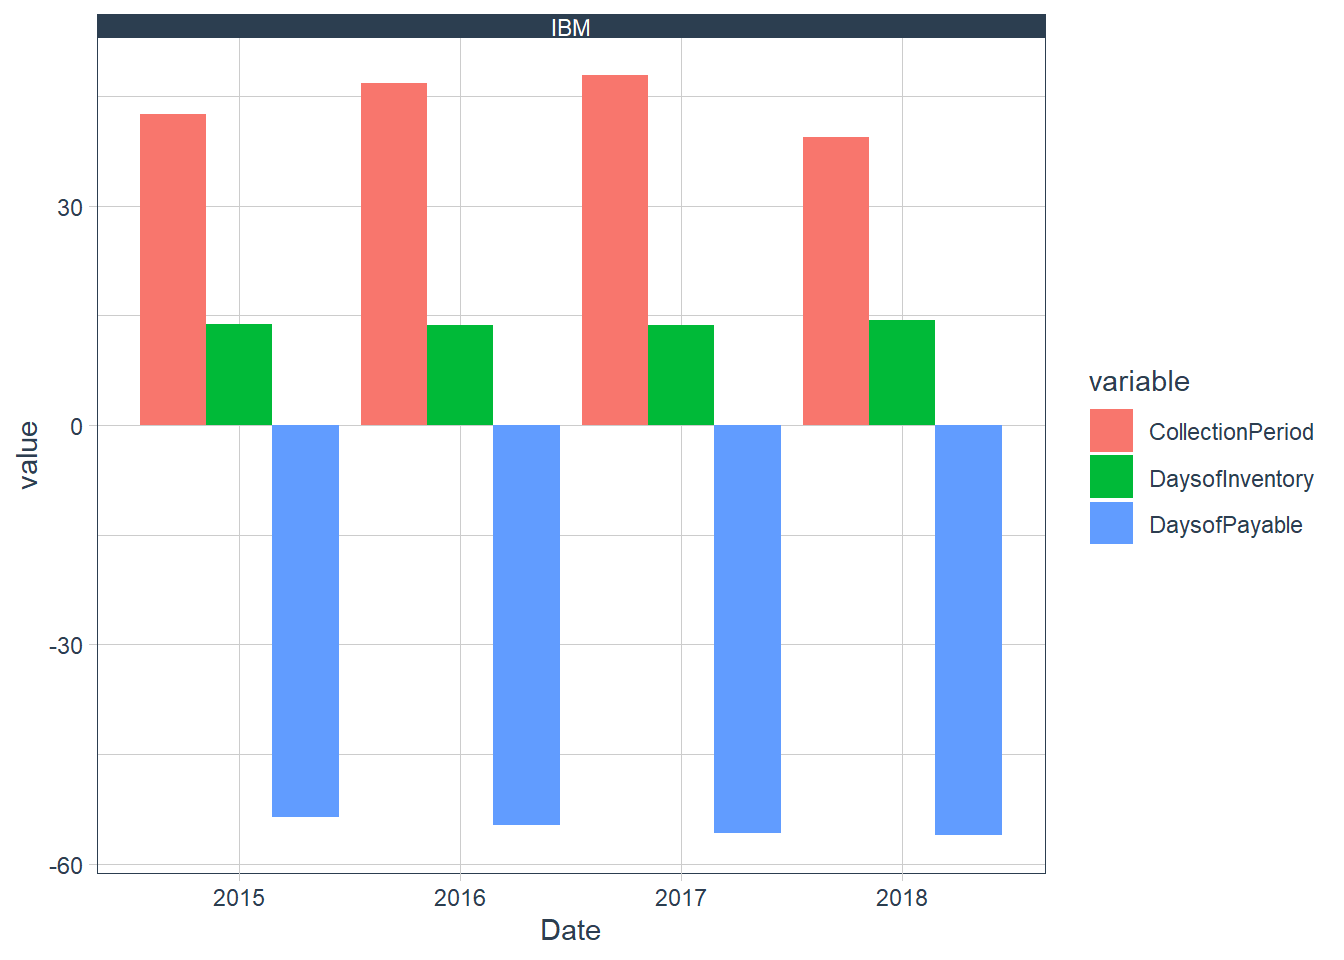 IBM
30
0
-30
-60
value
2015 2016 2017 2018
Date
variable
CollectionPeriod
DaysofInventory
DaysofPayable